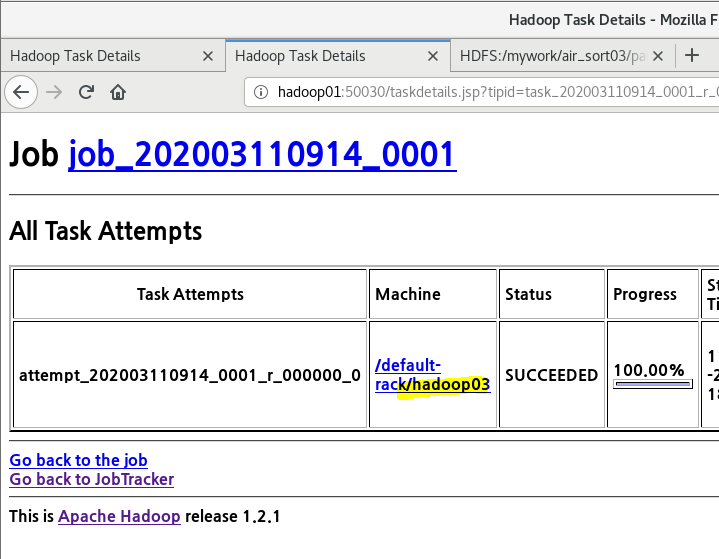 Hadoop Task Details - Mozilla F
Hadoop Task Details
Hadoop Task Details
HDFS:/mywork/air_sort03/pa
hadoop01:50030/taskdetails.jsp?tipid=task_202003110914_0001_r_0
Job job_202003110914_0001
All Task Attempts
Task Attempts
Machine
Status
Progress
St
Ti
attempt_202003110914_0001_r_000000_0
/default-
rack/hadoop03
SUCCEEDED
100.00%
1
-2
18
Go back to the job
Go back to JobTracker
This is Apache Hadoop release 1.2.1